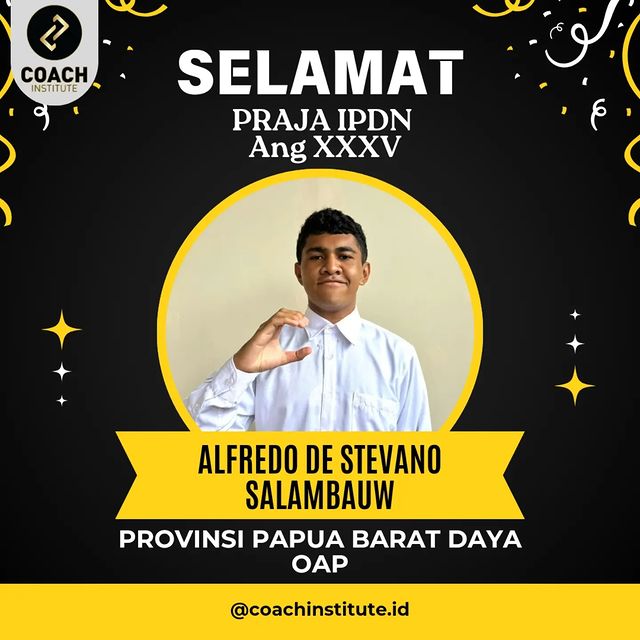 COACH
INSTITUTE
SELAMAT
PRAJA IPDN
Ang XXXV
ALFREDO DE STEVANO
SALAMBAUW
PROVINSI PAPUA BARAT DAYA
OAP
@coachinstitute.id